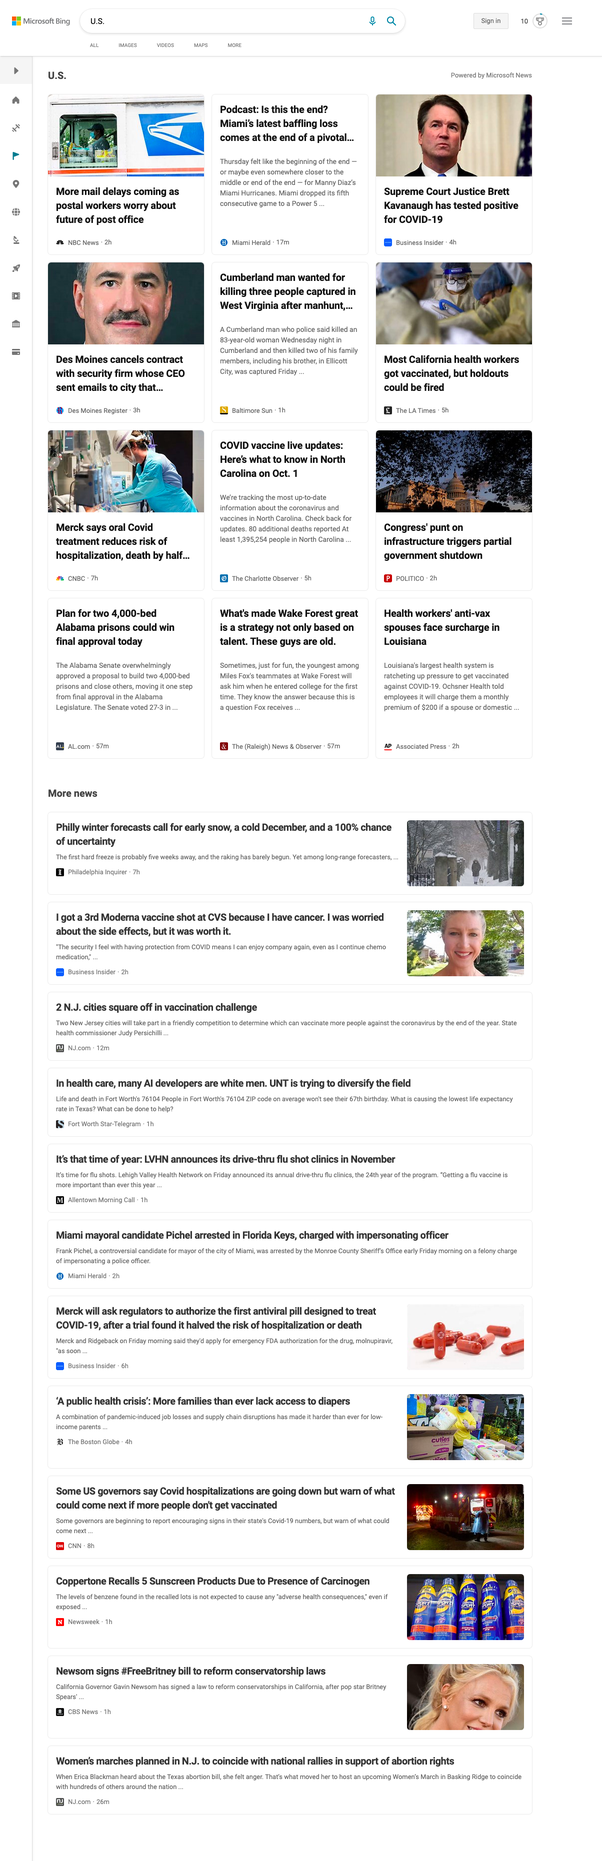 Microsoft Bing
U.S.
Sign in
10
ALL
IMAGES
VIDEOS
MAPS
MORE
U.S.
Powered by Microsoft News
More mail delays coming as
postal workers worry about
future of post office
NBC News · 2h
Podcast: Is this the end?
Miami's latest baffling loss
comes at the end of a pivotal...
Thursday felt like the beginning of the end —
or maybe even somewhere closer to the
middle or end of the end — for Manny Diaz's
Miami Hurricanes. Miami dropped its fifth
consecutive game to a Power 5 ...
Miami Herald · 17m
Supreme Court Justice Brett
Kavanaugh has tested positive
for COVID-19
Business Insider · 4h
Des Moines cancels contract
with security firm whose CEO
sent emails to city that...
Des Moines Register · 3h
Cumberland man wanted for
killing three people captured in
West Virginia after manhunt,...
A Cumberland man who police said killed an
83-year-old woman Wednesday night in
Cumberland and then killed two of his family
members, including his brother, in Ellicott
City, was captured Friday ...
Baltimore Sun · 1h
Most California health workers
got vaccinated, but holdouts
could be fired
The LA Times · 5h
Merck says oral Covid
treatment reduces risk of
hospitalization, death by half...
CNBC · 7h
COVID vaccine live updates:
Here's what to know in North
Carolina on Oct. 1
We're tracking the most up-to-date
information about the coronavirus and
vaccines in North Carolina. Check back for
updates. 80 additional deaths reported At
least 1,395,254 people in North Carolina ...
The Charlotte Observer · 5h
Congress' punt on
infrastructure triggers partial
government shutdown
POLITICO · 2h
Plan for two 4,000-bed
Alabama prisons could win
final approval today
The Alabama Senate overwhelmingly
approved a proposal to build two 4,000-bed
prisons and close others, moving it one step
from final approval in the Alabama
Legislature. The Senate voted 27-3 in ...
AL.com · 57m
What's made Wake Forest great
is a strategy not only based on
talent. These guys are old.
Sometimes, just for fun, the youngest among
Miles Fox's teammates at Wake Forest will
ask him when he entered college for the first
time. They know the answer because this is
a question Fox receives ...
The (Raleigh) News & Observer · 57m
Health workers' anti-vax
spouses face surcharge in
Louisiana
Louisiana's largest health system is
ratcheting up pressure to get vaccinated
against COVID-19. Ochsner Health told
employees it will charge them a monthly
premium of $200 if a spouse or domestic ...
Associated Press · 2h
More news
Philly winter forecasts call for early snow, a cold December, and a 100% chance
of uncertainty
The first hard freeze is probably five weeks away, and the raking has barely begun. Yet among long-range forecasters, ...
Philadelphia Inquirer · 7h
I got a 3rd Moderna vaccine shot at CVS because I have cancer. I was worried
about the side effects, but it was worth it.
"The security I feel with having protection from COVID means I can enjoy company again, even as I continue chemo
medication," ...
Business Insider · 2h
2 N.J. cities square off in vaccination challenge
Two New Jersey cities will take part in a friendly competition to determine which can vaccinate more people against the coronavirus by the end of the year. State
health commissioner Judy Persichilli ...
NJ.com · 12m
In health care, many AI developers are white men. UNT is trying to diversify the field
Life and death in Fort Worth's 76104 People in Fort Worth's 76104 ZIP code on average won't see their 67th birthday. What is causing the lowest life expectancy
rate in Texas? What can be done to help?
Fort Worth Star-Telegram · 1h
It's that time of year: LVHN announces its drive-thru flu shot clinics in November
It's time for flu shots. Lehigh Valley Health Network on Friday announced its annual drive-thru flu clinics, the 24th year of the program. "Getting a flu vaccine is
more important than ever this year ...
Allentown Morning Call · 1h
Miami mayoral candidate Pichel arrested in Florida Keys, charged with impersonating officer
Frank Pichel, a controversial candidate for mayor of the city of Miami, was arrested by the Monroe County Sheriff's Office early Friday morning on a felony charge
of impersonating a police officer.
Miami Herald · 2h
Merck will ask regulators to authorize the first antiviral pill designed to treat
COVID-19, after a trial found it halved the risk of hospitalization or death
Merck and Ridgeback on Friday morning said they'd apply for emergency FDA authorization for the drug, molnupiravir,
"as soon ...
Business Insider · 6h
'A public health crisis': More families than ever lack access to diapers
A combination of pandemic-induced job losses and supply chain disruptions has made it harder than ever for low-
income parents ...
The Boston Globe · 4h
cuties
Some US governors say Covid hospitalizations are going down but warn of what
could come next if more people don't get vaccinated
Some governors are beginning to report encouraging signs in their state's Covid-19 numbers, but warn of what could
come next ...
CNN · 8h
Coppertone Recalls 5 Sunscreen Products Due to Presence of Carcinogen
The levels of benzene found in the recalled lots is not expected to cause any "adverse health consequences," even if
exposed ...
Newsweek · 1h
Newsom signs #FreeBritney bill to reform conservatorship laws
California Governor Gavin Newsom has signed a law to reform conservatorships in California, after pop star Britney
Spears' ...
CBS News · 1h
Women's marches planned in N.J. to coincide with national rallies in support of abortion rights
When Erica Blackman heard about the Texas abortion bill, she felt anger. That's what moved her to host an upcoming Women's March in Basking Ridge to coincide
with hundreds of others around the nation ...
NJ.com · 26m